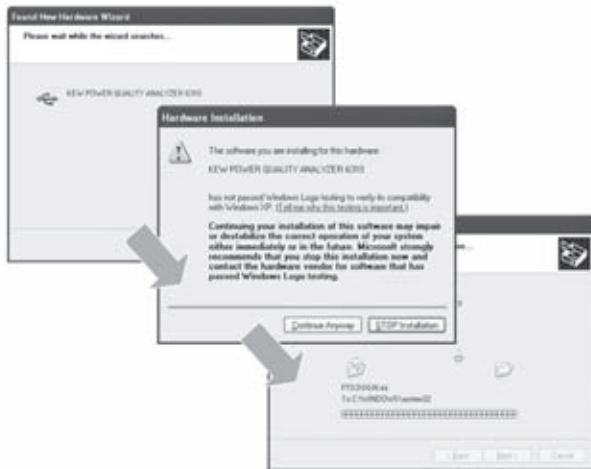 Found New Hardware Wizard
Please wait while the wizard searches...
KEW POWER QUALITY ANALYZER 6310
Hardware Installation
The software you are installing for this hardware:
KEW POWER QUALITY ANALYZER 6310
has not passed Windows Logo testing to verify its compatibility
with Windows XP. (Tell me why this testing is important.)
Continuing your installation of this software may impair
or destabilize the correct operation of your system
either immediately or in the future. Microsoft strongly
recommends that you stop this installation now and
contact the hardware vendor for software that has
passed Windows Logo testing.
Continue Anyway
STOP Installation
To C:\WINDOWS\system32
< Back
Next >
Cancel